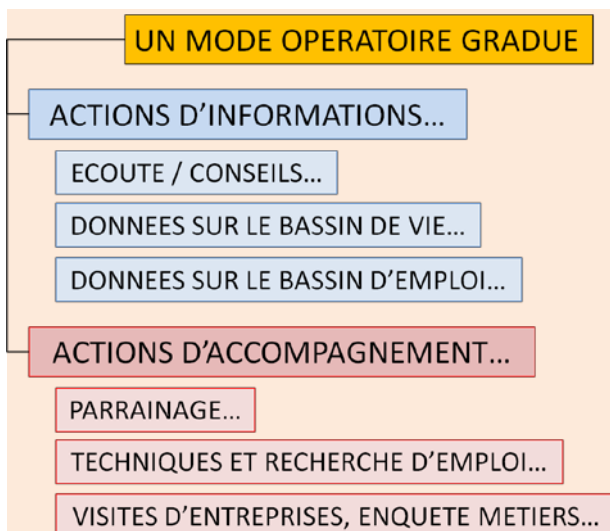 UN MODE OPERATOIRE GRADUE
ACTIONS D'INFORMATIONS...
ECOUTE / CONSEILS...
DONNEES SUR LE BASSIN DE VIE...
DONNEES SUR LE BASSIN D'EMPLOI...
ACTIONS D'ACCOMPAGNEMENT...
PARRAINAGE...
TECHNIQUES ET RECHERCHE D'EMPLOI...
VISITES D'ENTREPRISES, ENQUETE METIERS...